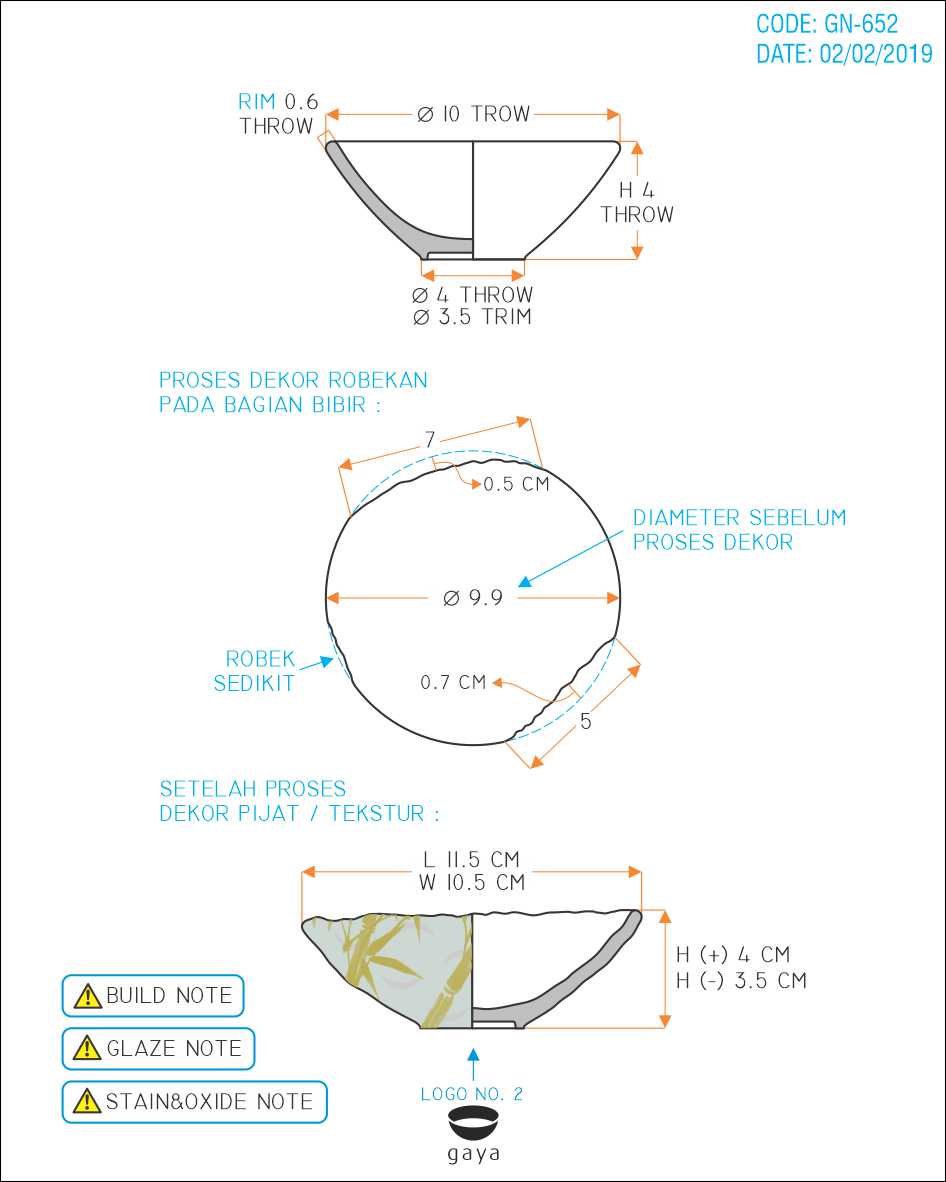 CODE: GN-652
DATE: 02/02/2019
RIM 0.6
THROW
Ø 10 TROW
H 4
THROW
Ø 4 THROW
Ø 3.5 TRIM
PROSES DEKOR ROBEKAN
PADA BAGIAN BIBIR :
7
0.5 CM
DIAMETER SEBELUM
PROSES DEKOR
Ø 9.9
ROBEK
SEDIKIT
0.7 CM
5
SETELAH PROSES
DEKOR PIJAT / TEKSTUR :
L 11.5 CM
W 10.5 CM
H (+) 4 CM
H (-) 3.5 CM
BUILD NOTE
GLAZE NOTE
STAIN&OXIDE NOTE
LOGO NO. 2
gaya